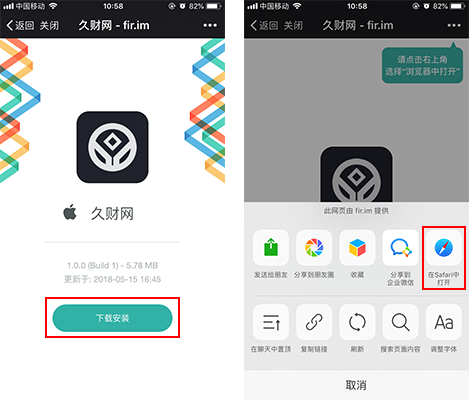 中国移动 10:58 82%
返回 关闭 久财网 - fir.im
久财网
1.0.0 (Build 1) - 5.78 MB
更新于: 2018-05-15 16:45
下载安装
中国移动 10:58 82%
返回 关闭 久财网 - fir.im
请点击右上角
选择“浏览器中打开”
此网页由 fir.im 提供
发送给朋友 分享到朋友圈 收藏 分享到 在Safari中
企业微信 打开
在聊天中置顶 复制链接 刷新 搜索页面内容 调整字体
Aa
取消